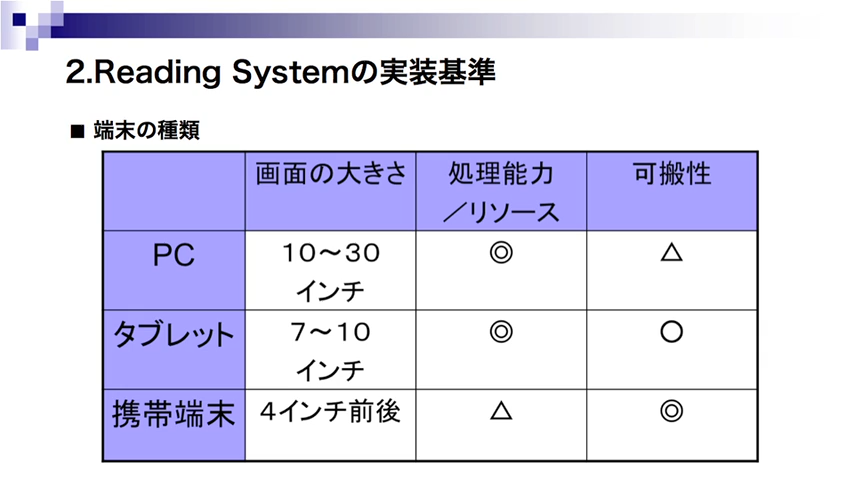 2.Reading Systemの実装基準
■ 端末の種類
画面の大きさ 処理能力 可搬性
／リソース
PC １０～３０ ◎ △
インチ
タブレット ７～１０ ◎ ○
インチ
携帯端末 ４インチ前後 △ ◎